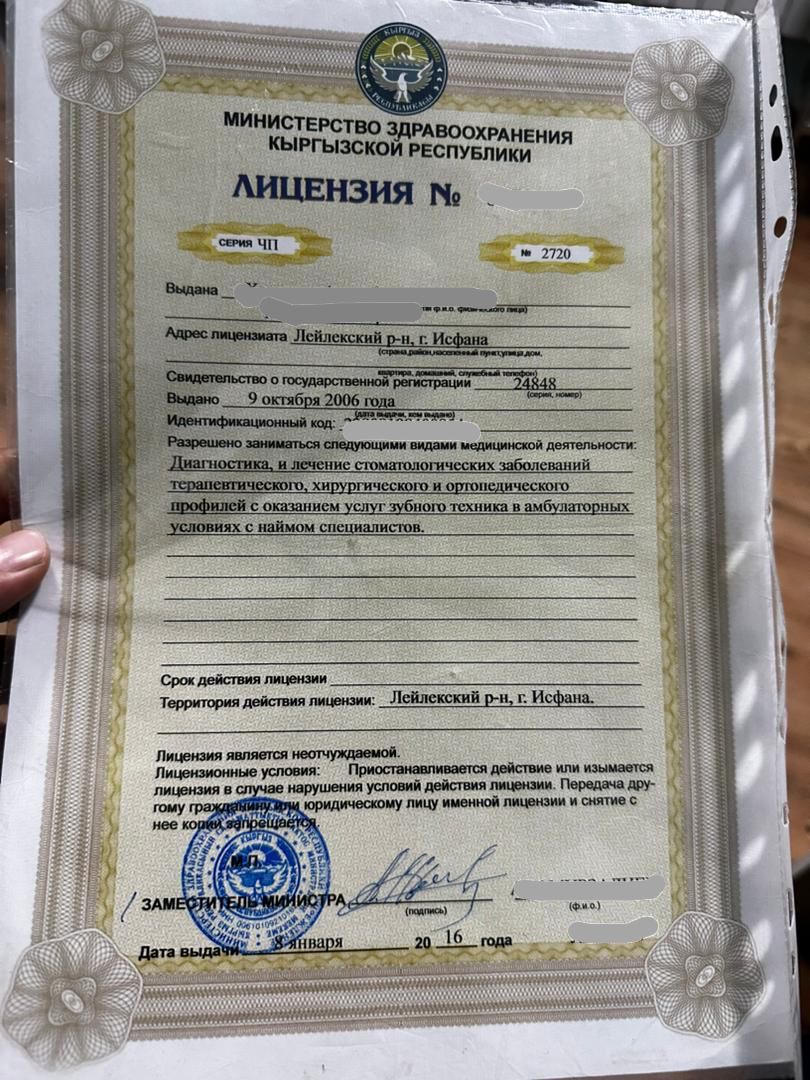 КЫРГЫЗ
РЕСПУБЛИКАСЫ
МИНИСТЕРСТВО ЗДРАВООХРАНЕНИЯ
КЫРГЫЗСКОЙ РЕСПУБЛИКИ
ЛИЦЕНЗИЯ №
СЕРИЯ ЧП
№ 2720
Выдана
ф.и.о. физического лица)
Адрес лицензиата Лейлекский р-н, г. Исфана
(страна,район,населенный пункт,улица,дом,
квартира, домашний, служебный телефон)
Свидетельство о государственной регистрации 24848
(серия, номер)
Выдано 9 октября 2006 года
(дата выдачи, кем выдано)
Идентификационный код:
Разрешено заниматься следующими видами медицинской деятельности:
Диагностика, и лечение стоматологических заболеваний
терапевтического, хирургического и ортопедического
профилей с оказанием услуг зубного техника в амбулаторных
условиях с наймом специалистов.
Срок действия лицензии
Территория действия лицензии: Лейлекский р-н, г. Исфана.
Лицензия является неотчуждаемой.
Лицензионные условия: Приостанавливается действие или изымается
лицензия в случае нарушения условий действия лицензии. Передача дру-
гому гражданину или юридическому лицу именной лицензии и снятие с
нее копий запрещается.
М.П.
ЗАМЕСТИТЕЛЬ МИНИСТРА
(подпись)
(ф.и.о.)
Дата выдачи 8 января 20 16 года